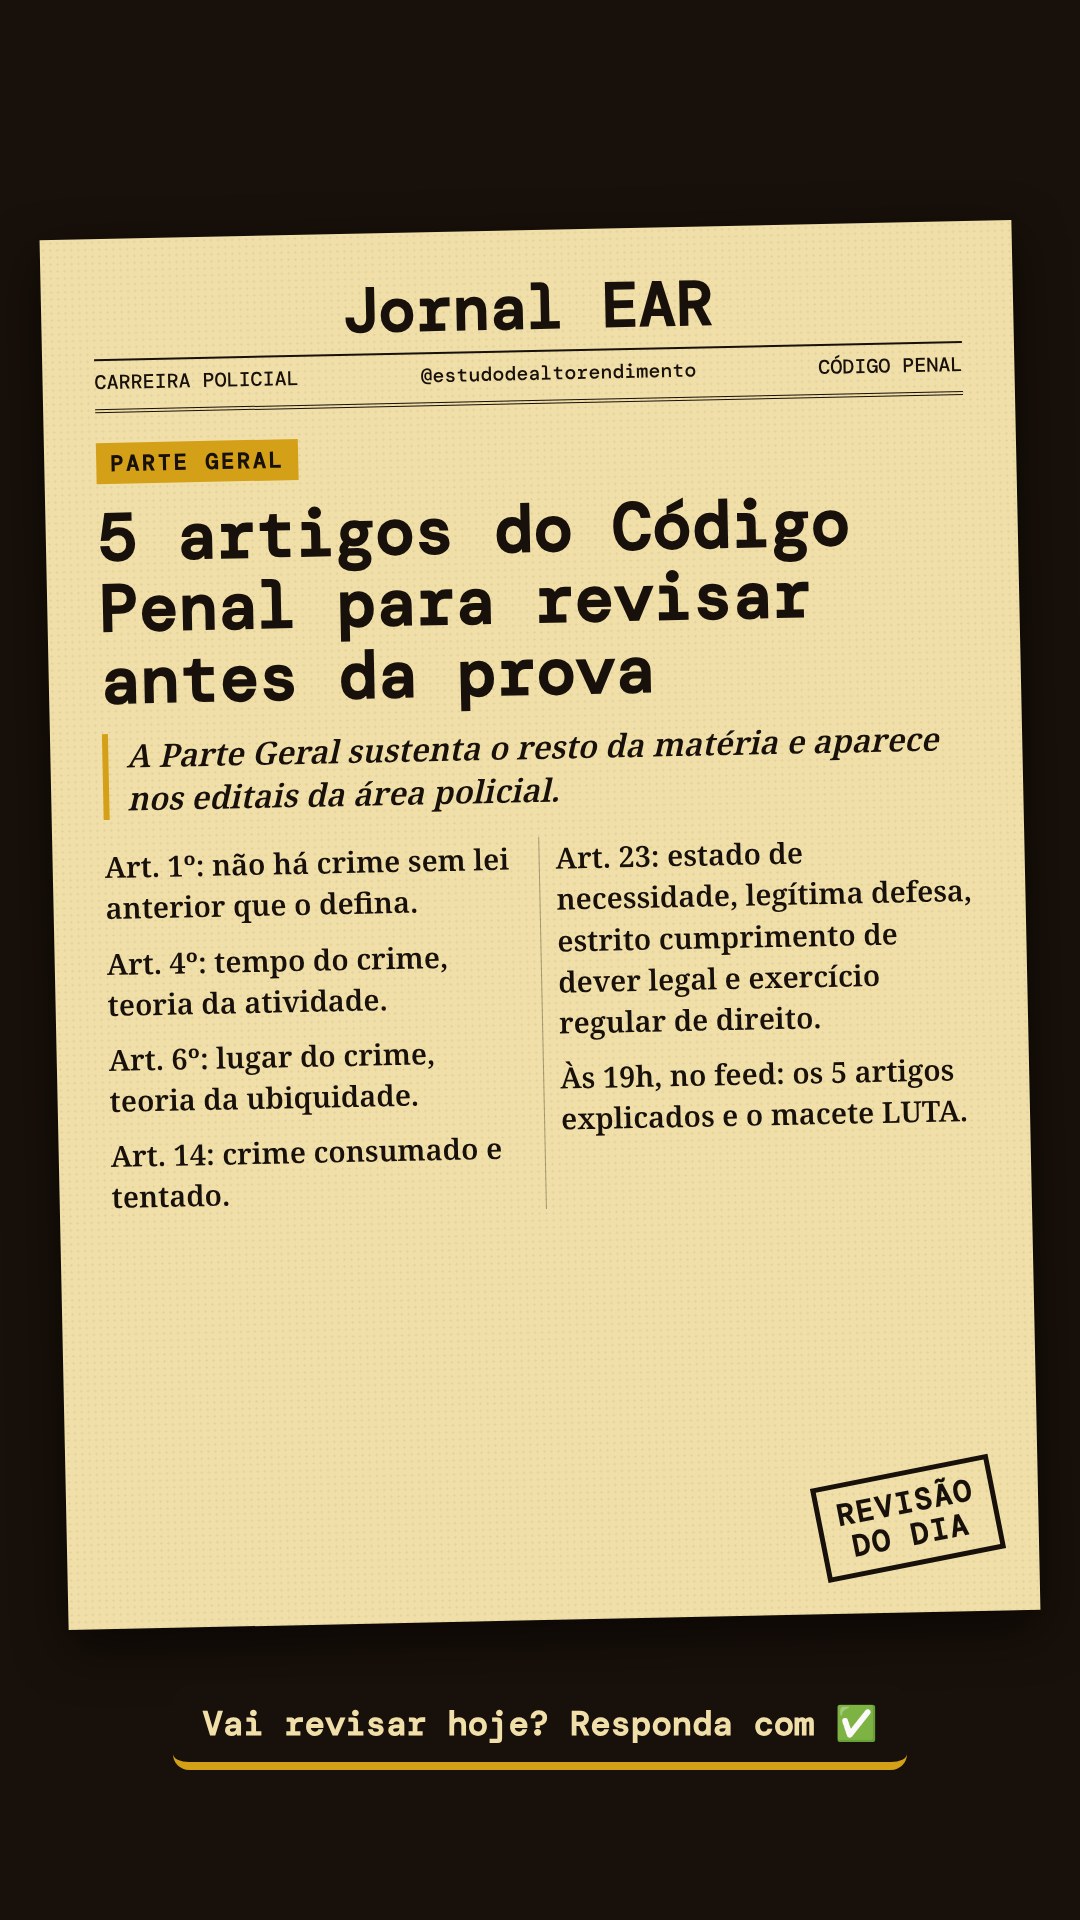 Jornal EAR
CARREIRA POLICIAL
@estudodealtorendimento
CÓDIGO PENAL
PARTE GERAL
5 artigos do Código
Penal para revisar
antes da prova
A Parte Geral sustenta o resto da matéria e aparece
nos editais da área policial.
Art. 1º: não há crime sem lei
anterior que o defina.
Art. 4º: tempo do crime,
teoria da atividade.
Art. 6º: lugar do crime,
teoria da ubiquidade.
Art. 14: crime consumado e
tentado.
Art. 23: estado de
necessidade, legítima defesa,
estrito cumprimento de
dever legal e exercício
regular de direito.
Às 19h, no feed: os 5 artigos
explicados e o macete LUTA.
REVISÃO
DO DIA
Vai revisar hoje? Responda com ✅